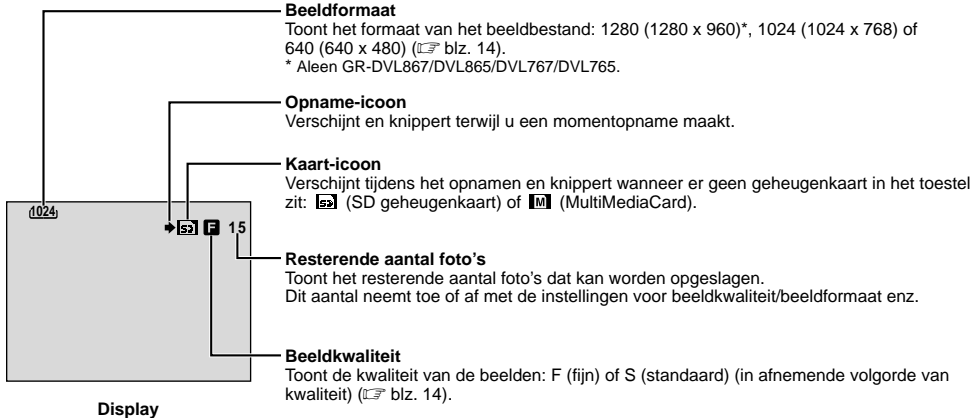 Beeldformaat
Toont het formaat van het beeldbestand: 1280 (1280 x 960)*, 1024 (1024 x 768) of
640 (640 x 480) (☞ blz. 14).
* Aleen GR-DVL867/DVL865/DVL767/DVL765.
Opname-icoon
Verschijnt en knippert terwijl u een momentopname maakt.
Kaart-icoon
Verschijnt tijdens het opnamen en knippert wanneer er geen geheugenkaart in het toestel
zit: SD (SD geheugenkaart) of M (MultiMediaCard).
1024
SD F 15
Resterende aantal foto's
Toont het resterende aantal foto's dat kan worden opgeslagen.
Dit aantal neemt toe of af met de instellingen voor beeldkwaliteit/beeldformaat enz.
Beeldkwaliteit
Toont de kwaliteit van de beelden: F (fijn) of S (standaard) (in afnemende volgorde van
kwaliteit) (☞ blz. 14).
Display